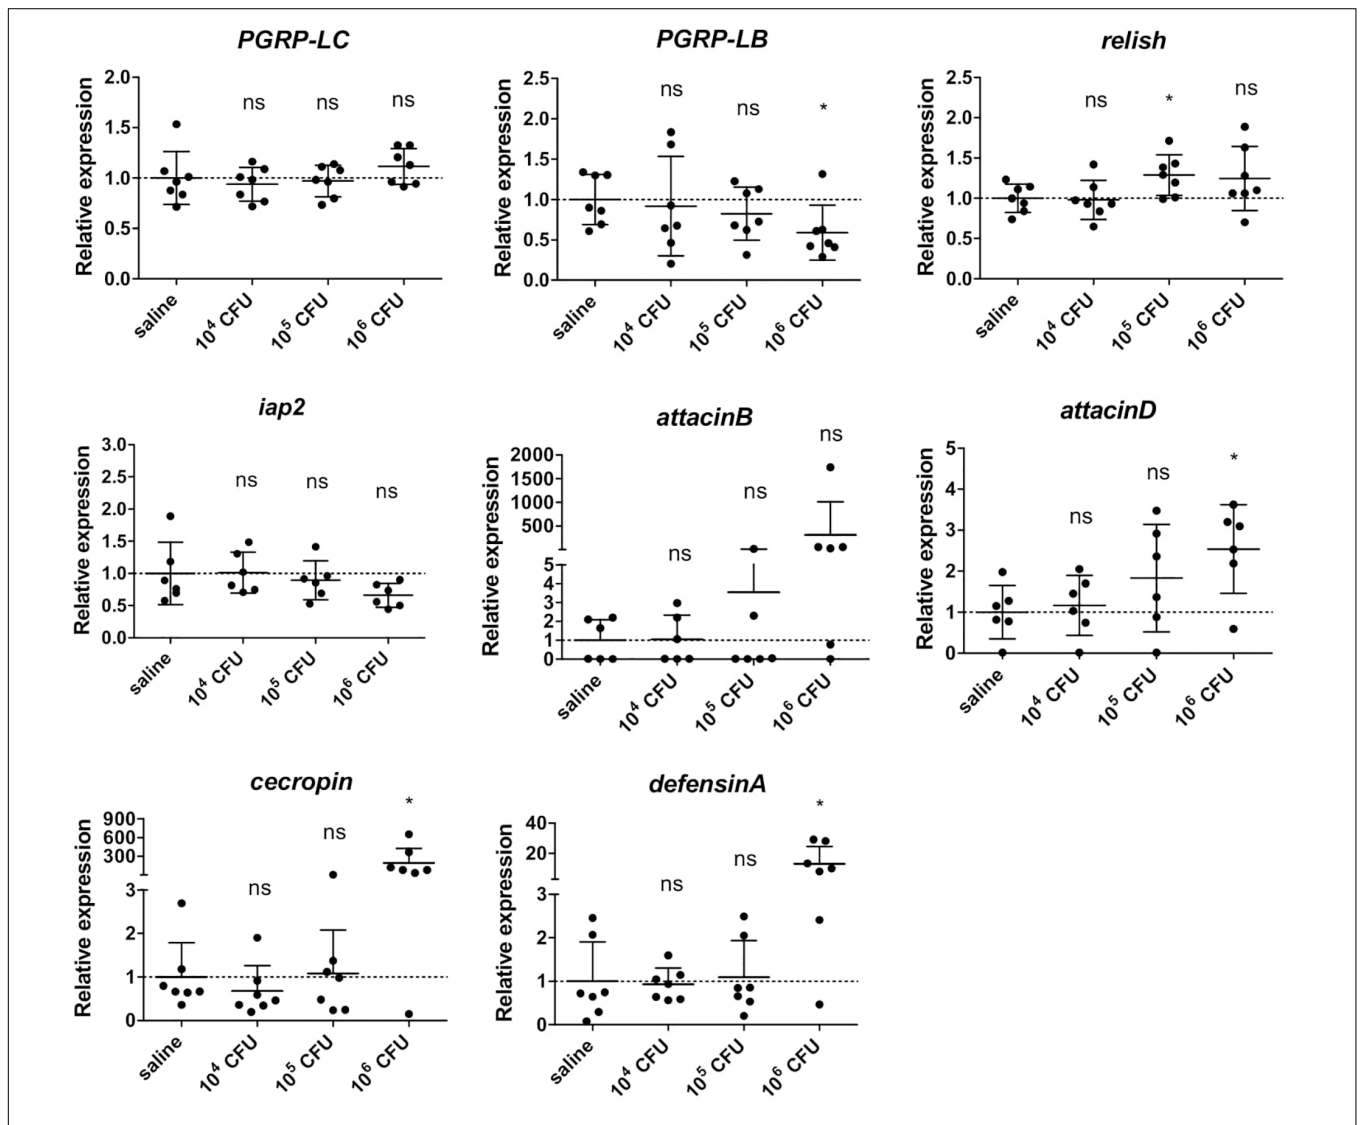 PGRP-LC
Relative expression
2.0
1.5
1.0
0.5
0.0
ns
ns
ns
saline
10⁴ CFU
10⁵ CFU
10⁶ CFU
PGRP-LB
Relative expression
2.5
2.0
1.5
1.0
0.5
0.0
ns
ns
*
saline
10⁴ CFU
10⁵ CFU
10⁶ CFU
relish
Relative expression
2.5
2.0
1.5
1.0
0.5
0.0
ns
*
ns
saline
10⁴ CFU
10⁵ CFU
10⁶ CFU
iap2
Relative expression
3.0
2.5
2.0
1.5
1.0
0.5
0.0
ns
ns
ns
saline
10⁴ CFU
10⁵ CFU
10⁶ CFU
attacinB
Relative expression
2000
1500
1000
500
5
4
3
2
1
0
ns
ns
ns
saline
10⁴ CFU
10⁵ CFU
10⁶ CFU
attacinD
Relative expression
5
4
3
2
1
0
ns
ns
*
saline
10⁴ CFU
10⁵ CFU
10⁶ CFU
cecropin
Relative expression
900
600
300
3
2
1
0
ns
ns
*
saline
10⁴ CFU
10⁵ CFU
10⁶ CFU
defensinA
Relative expression
40
20
3
2
1
0
ns
ns
*
saline
10⁴ CFU
10⁵ CFU
10⁶ CFU